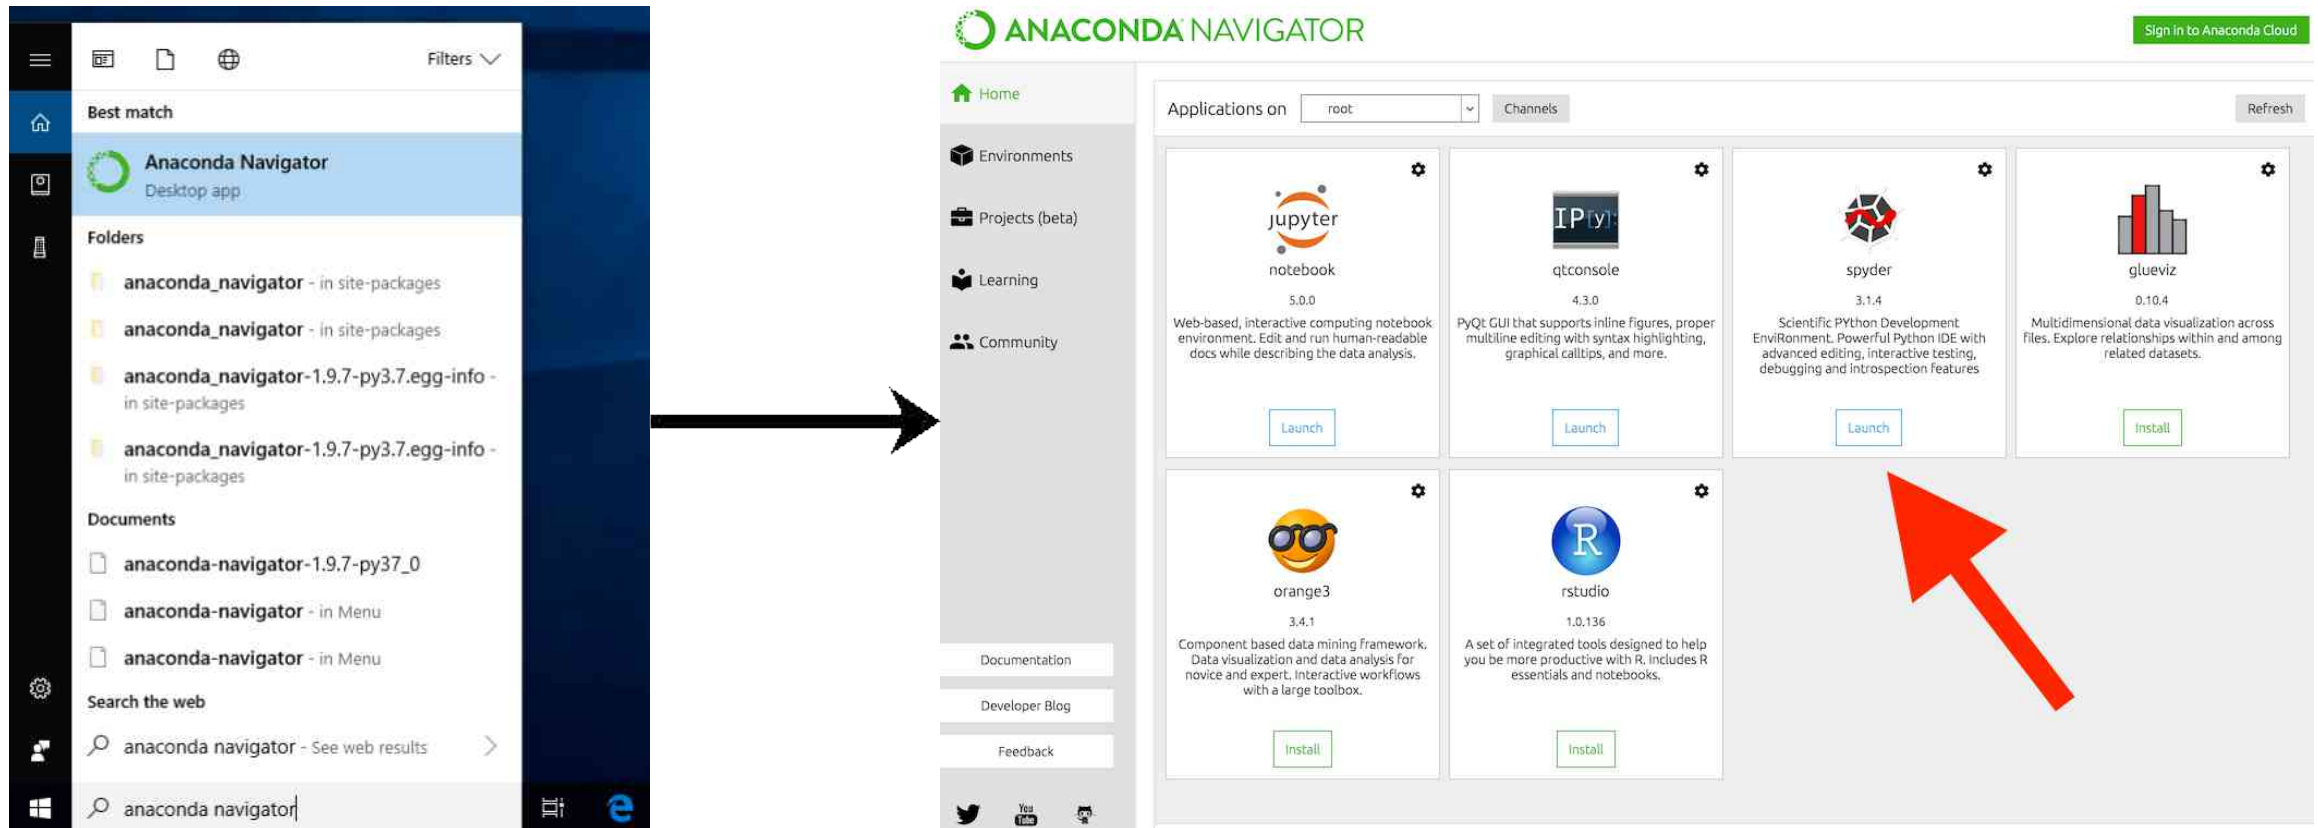 Filters
Best match
Anaconda Navigator
Desktop app
Folders
anaconda_navigator - in site-packages
anaconda_navigator - in site-packages
anaconda_navigator-1.9.7-py3.7.egg-info -
in site-packages
anaconda_navigator-1.9.7-py3.7.egg-info -
in site-packages
Documents
anaconda-navigator-1.9.7-py37_0
anaconda-navigator - in Menu
anaconda-navigator - in Menu
Search the web
anaconda navigator - See web results
anaconda navigator
ANACONDA NAVIGATOR
Sign in to Anaconda Cloud
Home
Environments
Projects (beta)
Learning
Community
Documentation
Developer Blog
Feedback
You
Tube
Applications on
root
Channels
Refresh
jupyter
notebook
5.0.0
Web-based, interactive computing notebook
environment. Edit and run human-readable
docs while describing the data analysis.
Launch
IP[y]:
qtconsole
4.3.0
PyQt GUI that supports inline figures, proper
multiline editing with syntax highlighting,
graphical calltips, and more.
Launch
spyder
3.1.4
Scientific PYthon Development
EnviRonment. Powerful Python IDE with
advanced editing, interactive testing,
debugging and introspection features
Launch
glueviz
0.10.4
Multidimensional data visualization across
files. Explore relationships within and among
related datasets.
Install
orange3
3.4.1
Component based data mining framework.
Data visualization and data analysis for
novice and expert. Interactive workflows
with a large toolbox.
Install
R
rstudio
1.0.136
A set of integrated tools designed to help
you be more productive with R. Includes R
essentials and notebooks.
Install